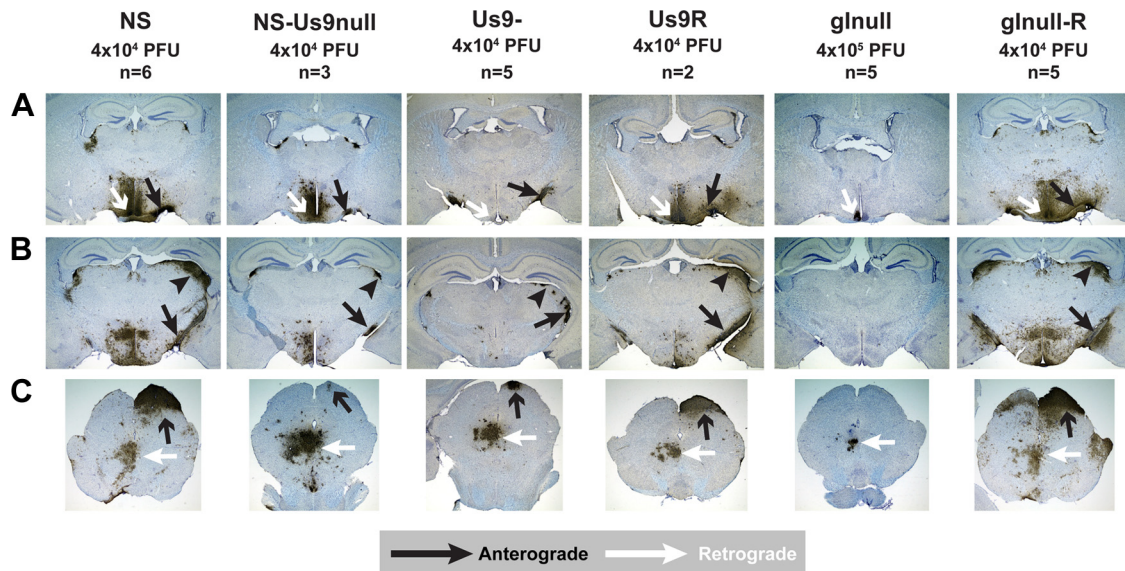 NS NS-Us9null Us9- Us9R gInull gInull-R
4x10⁴ PFU 4x10⁴ PFU 4x10⁴ PFU 4x10⁴ PFU 4x10⁵ PFU 4x10⁴ PFU
n=6 n=3 n=5 n=2 n=5 n=5
A
B
C
Anterograde Retrograde